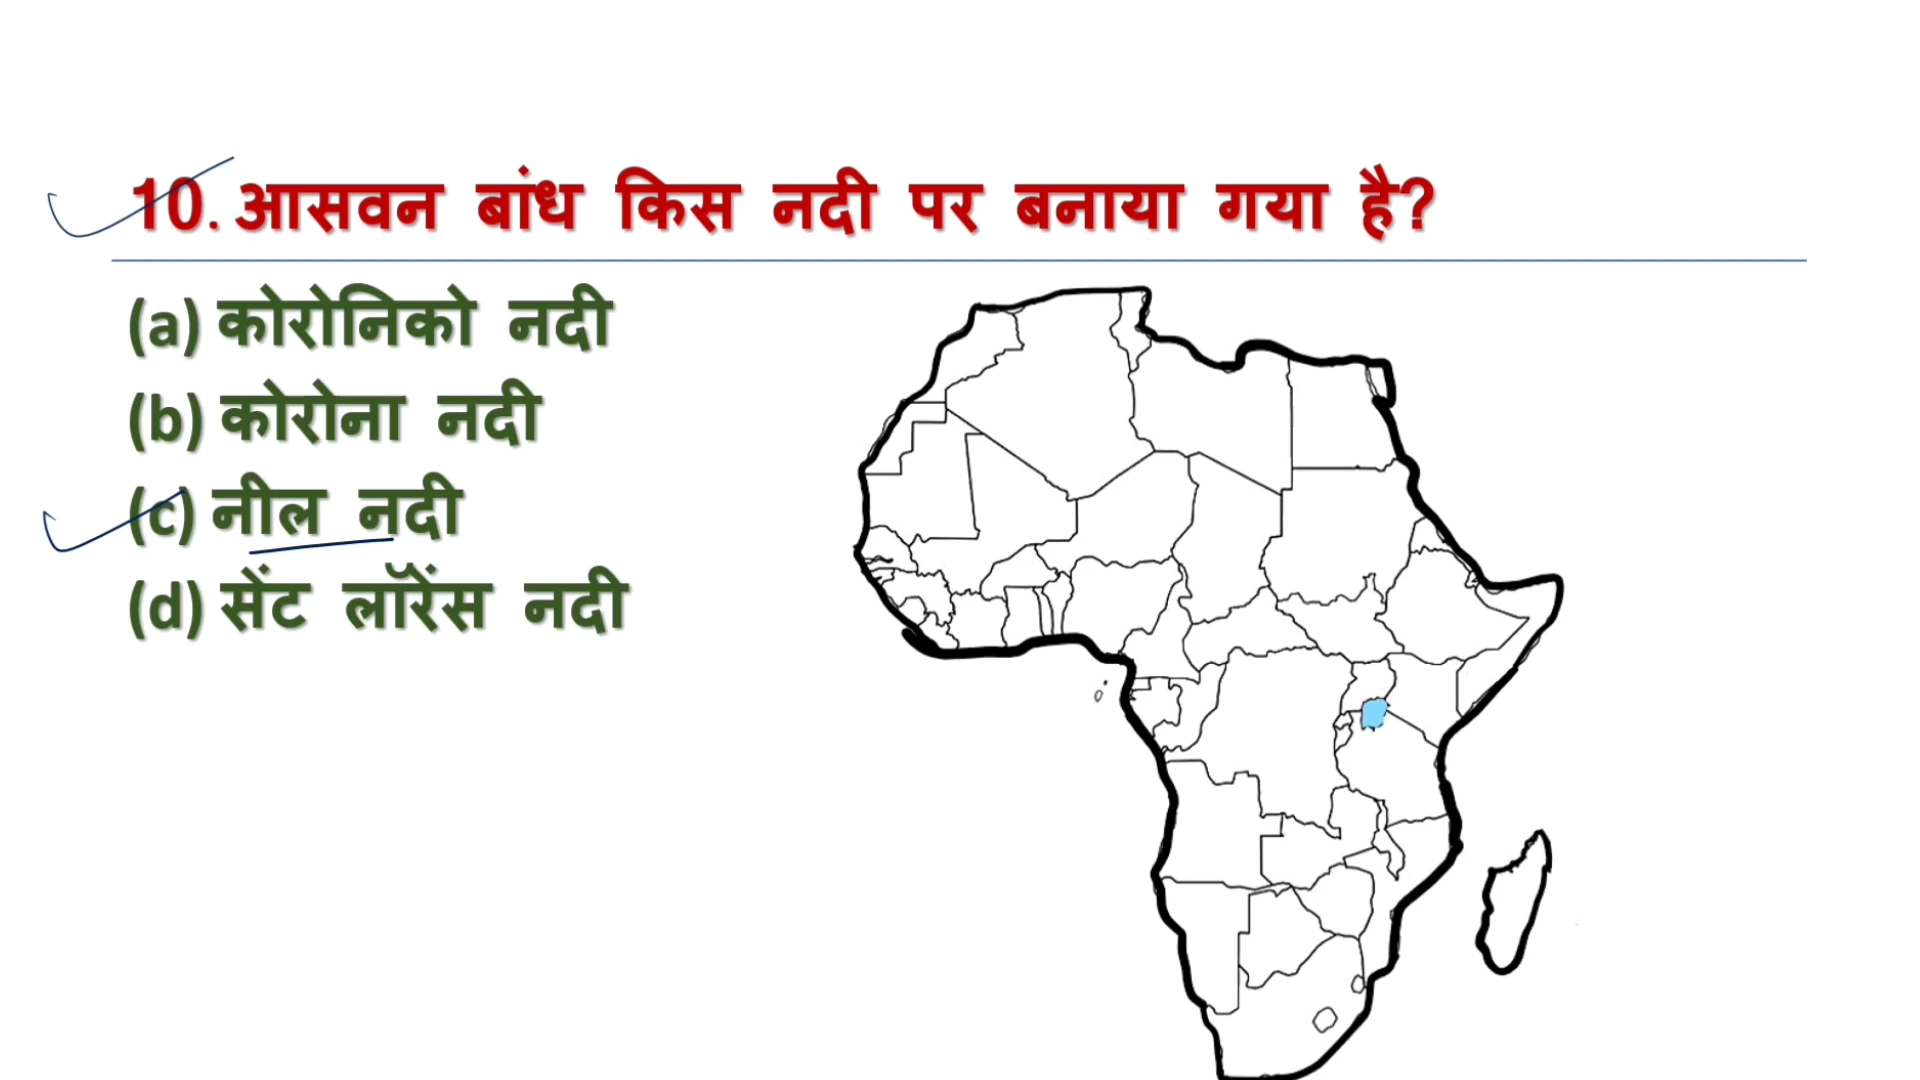 10. आसवन बांध किस नदी पर बनाया गया है?
(a) कोरोनिको नदी
(b) कोरोना नदी
(c) नील नदी
(d) सेंट लॉरेंस नदी